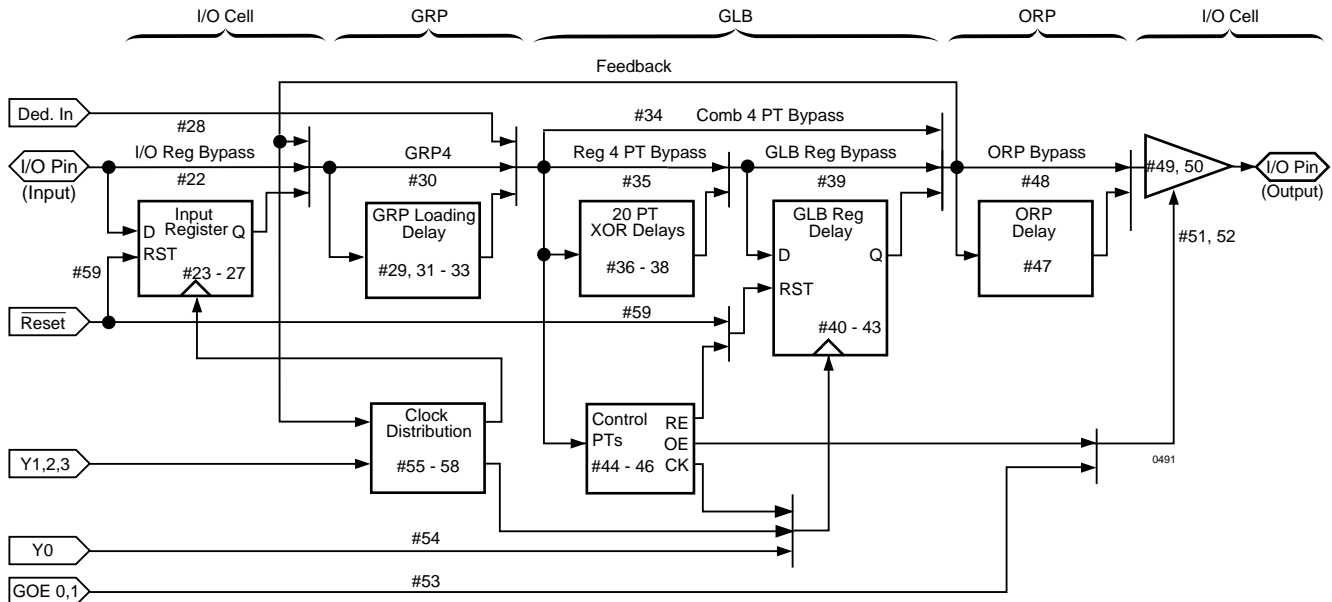 I/O Cell
GRP
GLB
ORP
I/O Cell
Feedback
Ded. In
#28
#34
Comb 4 PT Bypass
I/O Pin
(Input)
I/O Reg Bypass
#22
GRP4
#30
Reg 4 PT Bypass
#35
GLB Reg Bypass
#39
ORP Bypass
#48
#49, 50
I/O Pin
(Output)
#51, 52
Input
Register
D
Q
RST
#23 - 27
#59
GRP Loading
Delay
#29, 31 - 33
20 PT
XOR Delays
#36 - 38
GLB Reg
Delay
D
Q
RST
#40 - 43
ORP
Delay
#47
Reset
#59
Clock
Distribution
#55 - 58
Control
PTs
#44 - 46
RE
OE
CK
0491
Y1,2,3
Y0
#54
GOE 0,1
#53